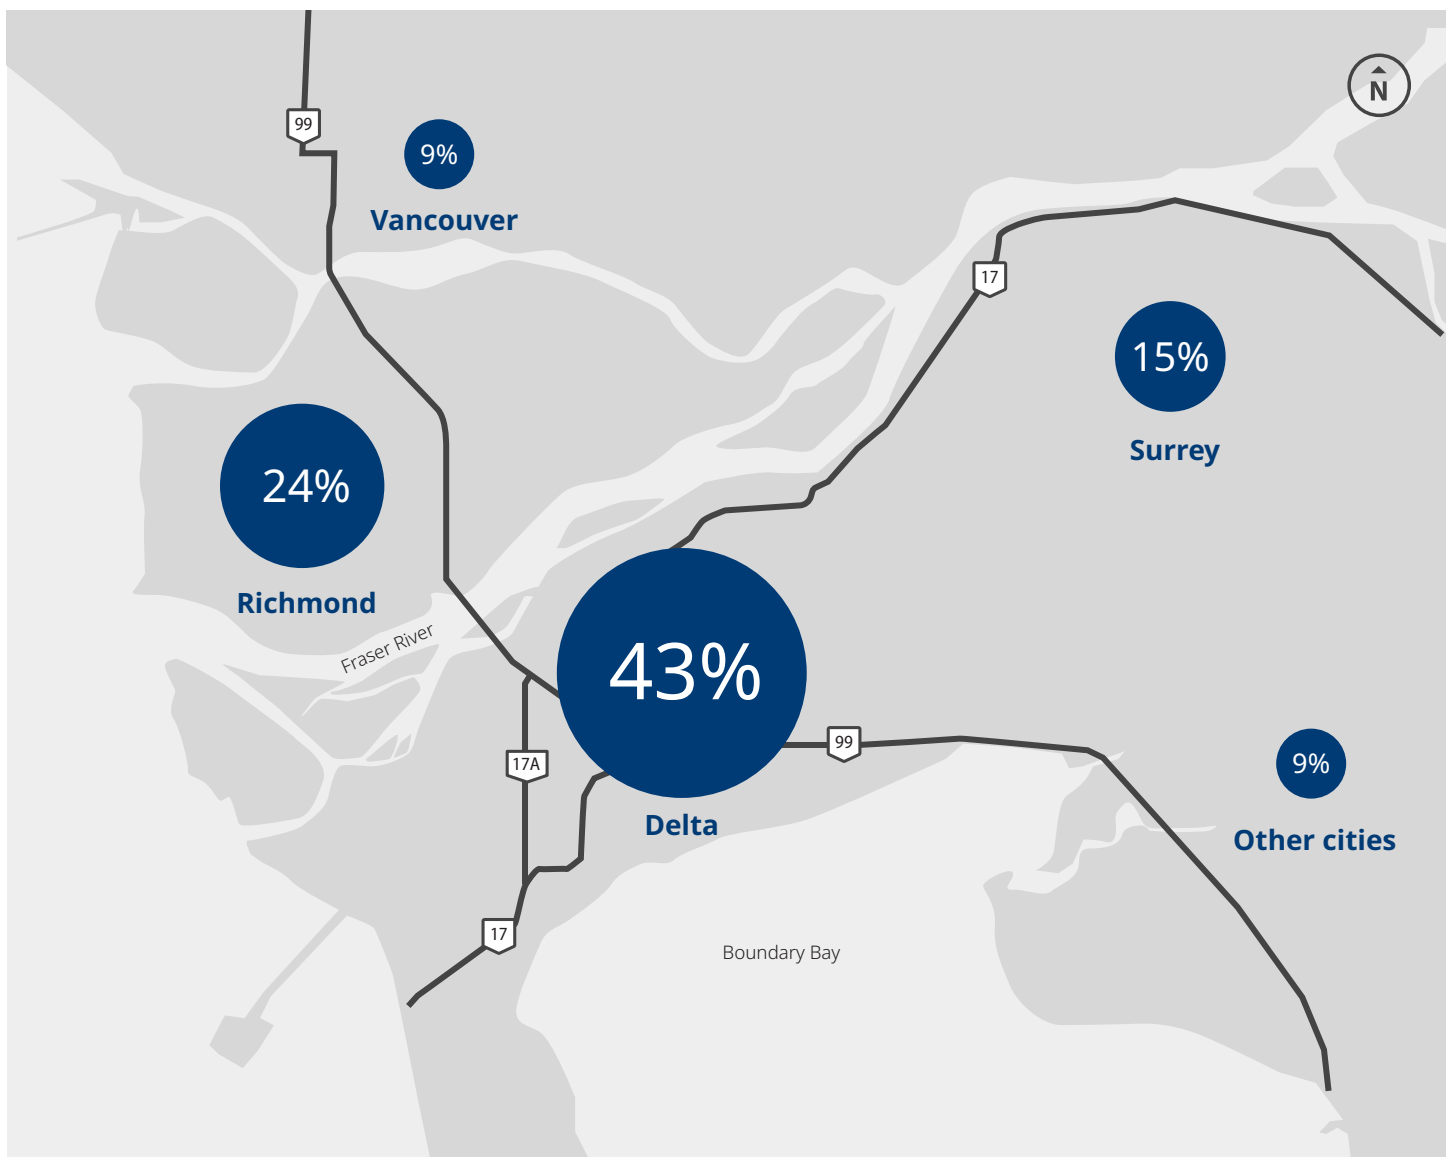 N
99
9%
Vancouver
17
15%
Surrey
24%
Richmond
Fraser River
43%
Delta
99
17A
9%
Other cities
17
Boundary Bay